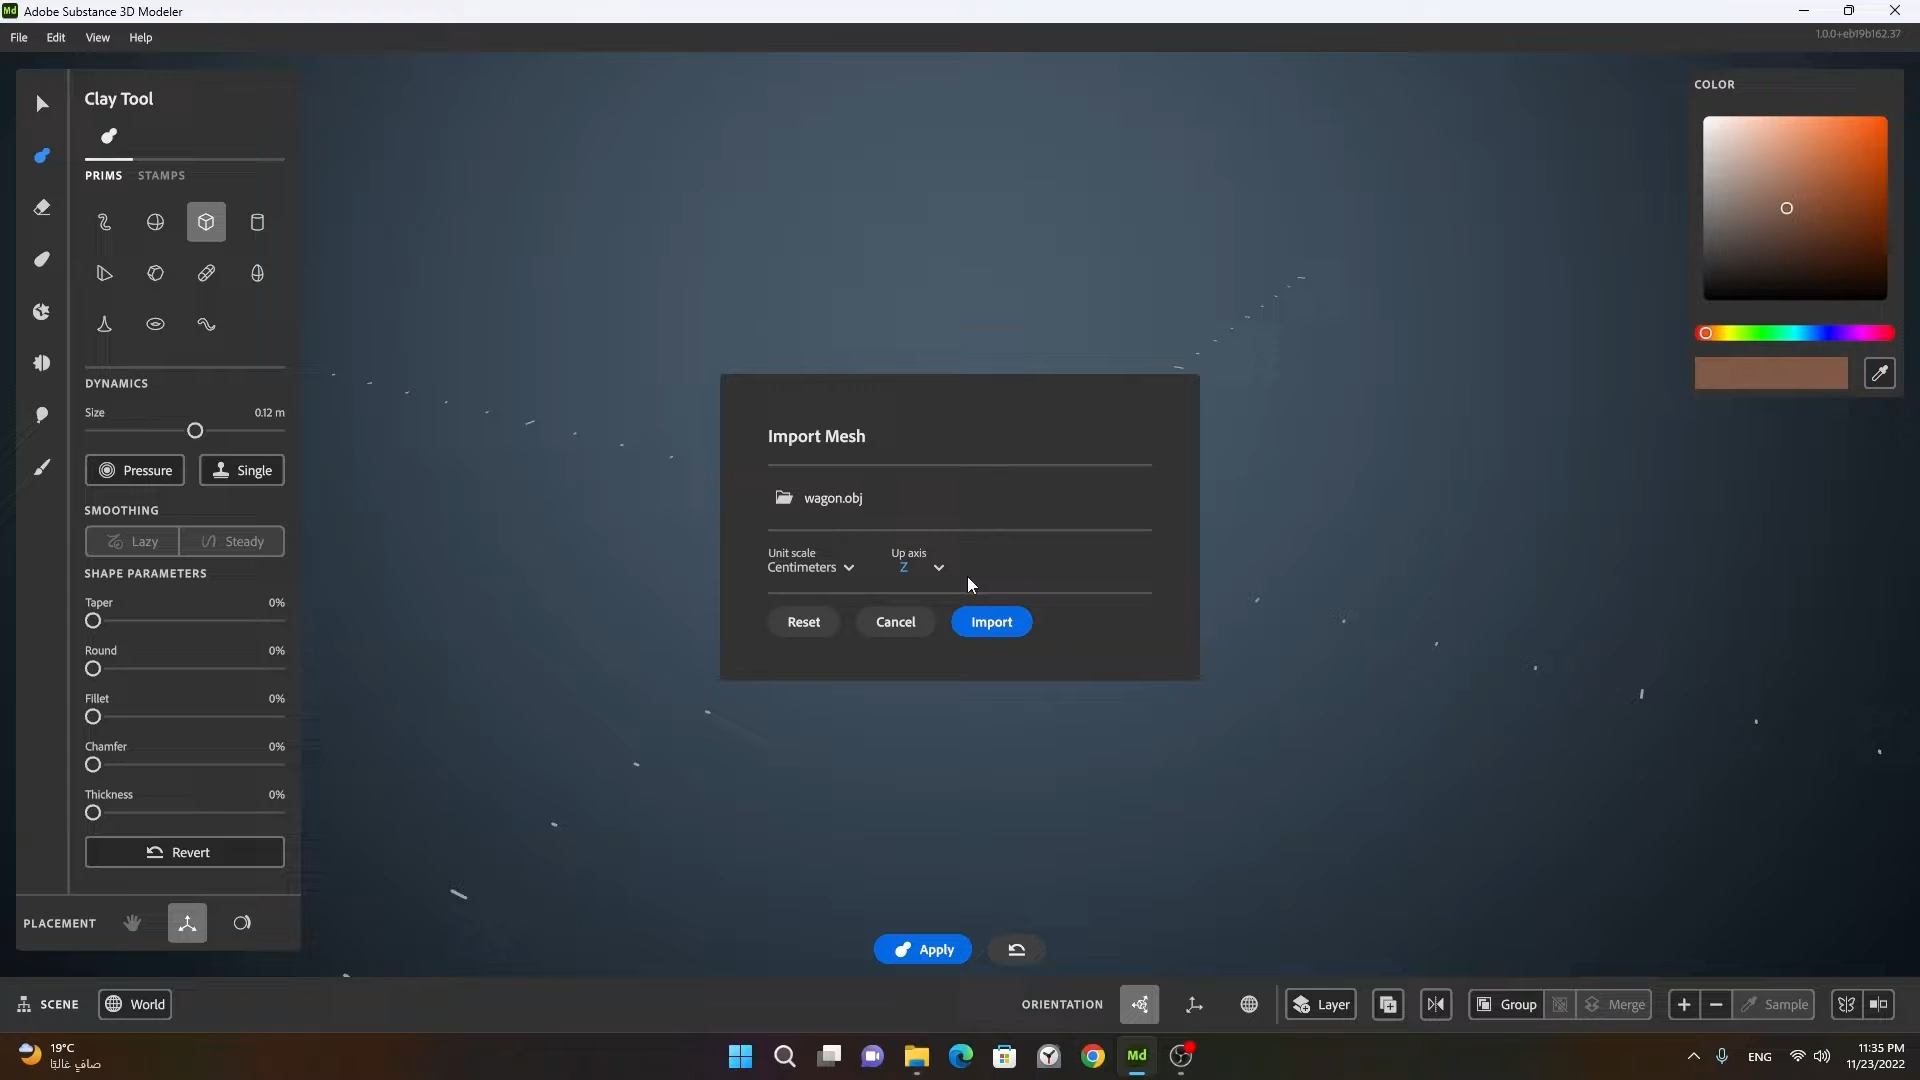 Md Adobe Substance 3D Modeler
File Edit View Help
1.0.0+eb19b162.37
Clay Tool
PRIMS STAMPS
DYNAMICS
Size 0.12 m
Pressure Single
SMOOTHING
Lazy Steady
SHAPE PARAMETERS
Taper 0%
Round 0%
Fillet 0%
Chamfer 0%
Thickness 0%
Revert
PLACEMENT
COLOR
Import Mesh
wagon.obj
Unit scale Up axis
Centimeters Z
Reset Cancel Import
Apply
SCENE World ORIENTATION Layer Group Merge Sample
19°C
صافٍ غالبًا
Md
ENG
11:35 PM
11/23/2022